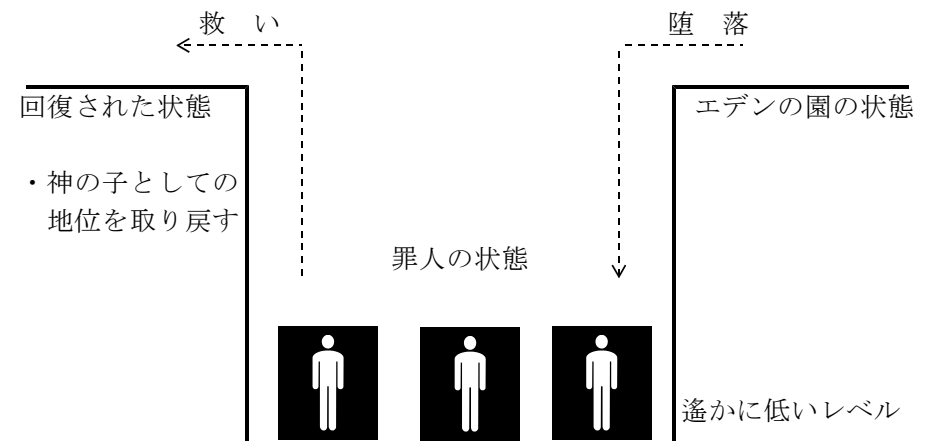 救　い
堕　落
回復された状態
エデンの園の状態
・神の子としての
地位を取り戻す
罪人の状態
遙かに低いレベル